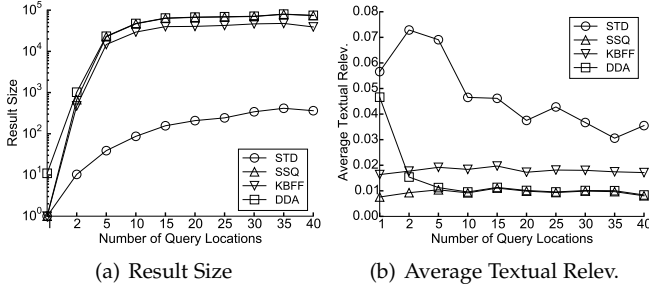 10^5
10^4
10^3
10^2
10^1
10^0
Result Size
1 2 5 10 15 20 25 30 35 40
Number of Query Locations
STD
SSQ
KBFF
DDA
(a) Result Size
0.08
0.07
0.06
0.05
0.04
0.03
0.02
0.01
0.00
Average Textual Relev.
1 2 5 10 15 20 25 30 35 40
Number of Query Locations
STD
SSQ
KBFF
DDA
(b) Average Textual Relev.